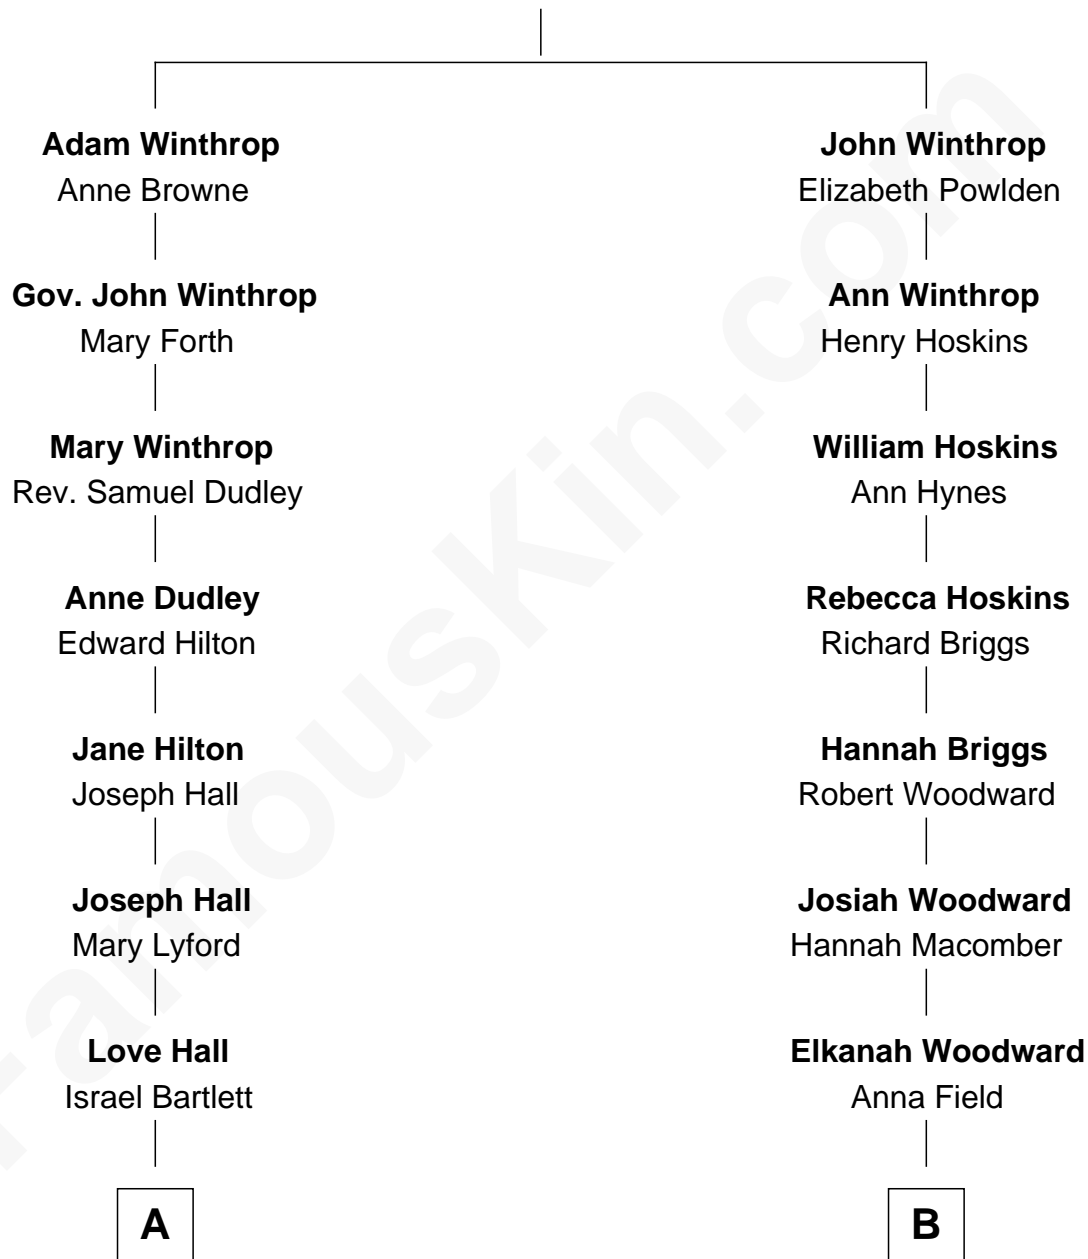 Adam Winthrop
Anne Browne
Gov. John Winthrop
Mary Forth
Mary Winthrop
Rev. Samuel Dudley
Anne Dudley
Edward Hilton
Jane Hilton
Joseph Hall
Joseph Hall
Mary Lyford
Love Hall
Israel Bartlett
A
John Winthrop
Elizabeth Powlden
Ann Winthrop
Henry Hoskins
William Hoskins
Ann Hynes
Rebecca Hoskins
Richard Briggs
Hannah Briggs
Robert Woodward
Josiah Woodward
Hannah Macomber
Elkanah Woodward
Anna Field
B
FamousKin.com